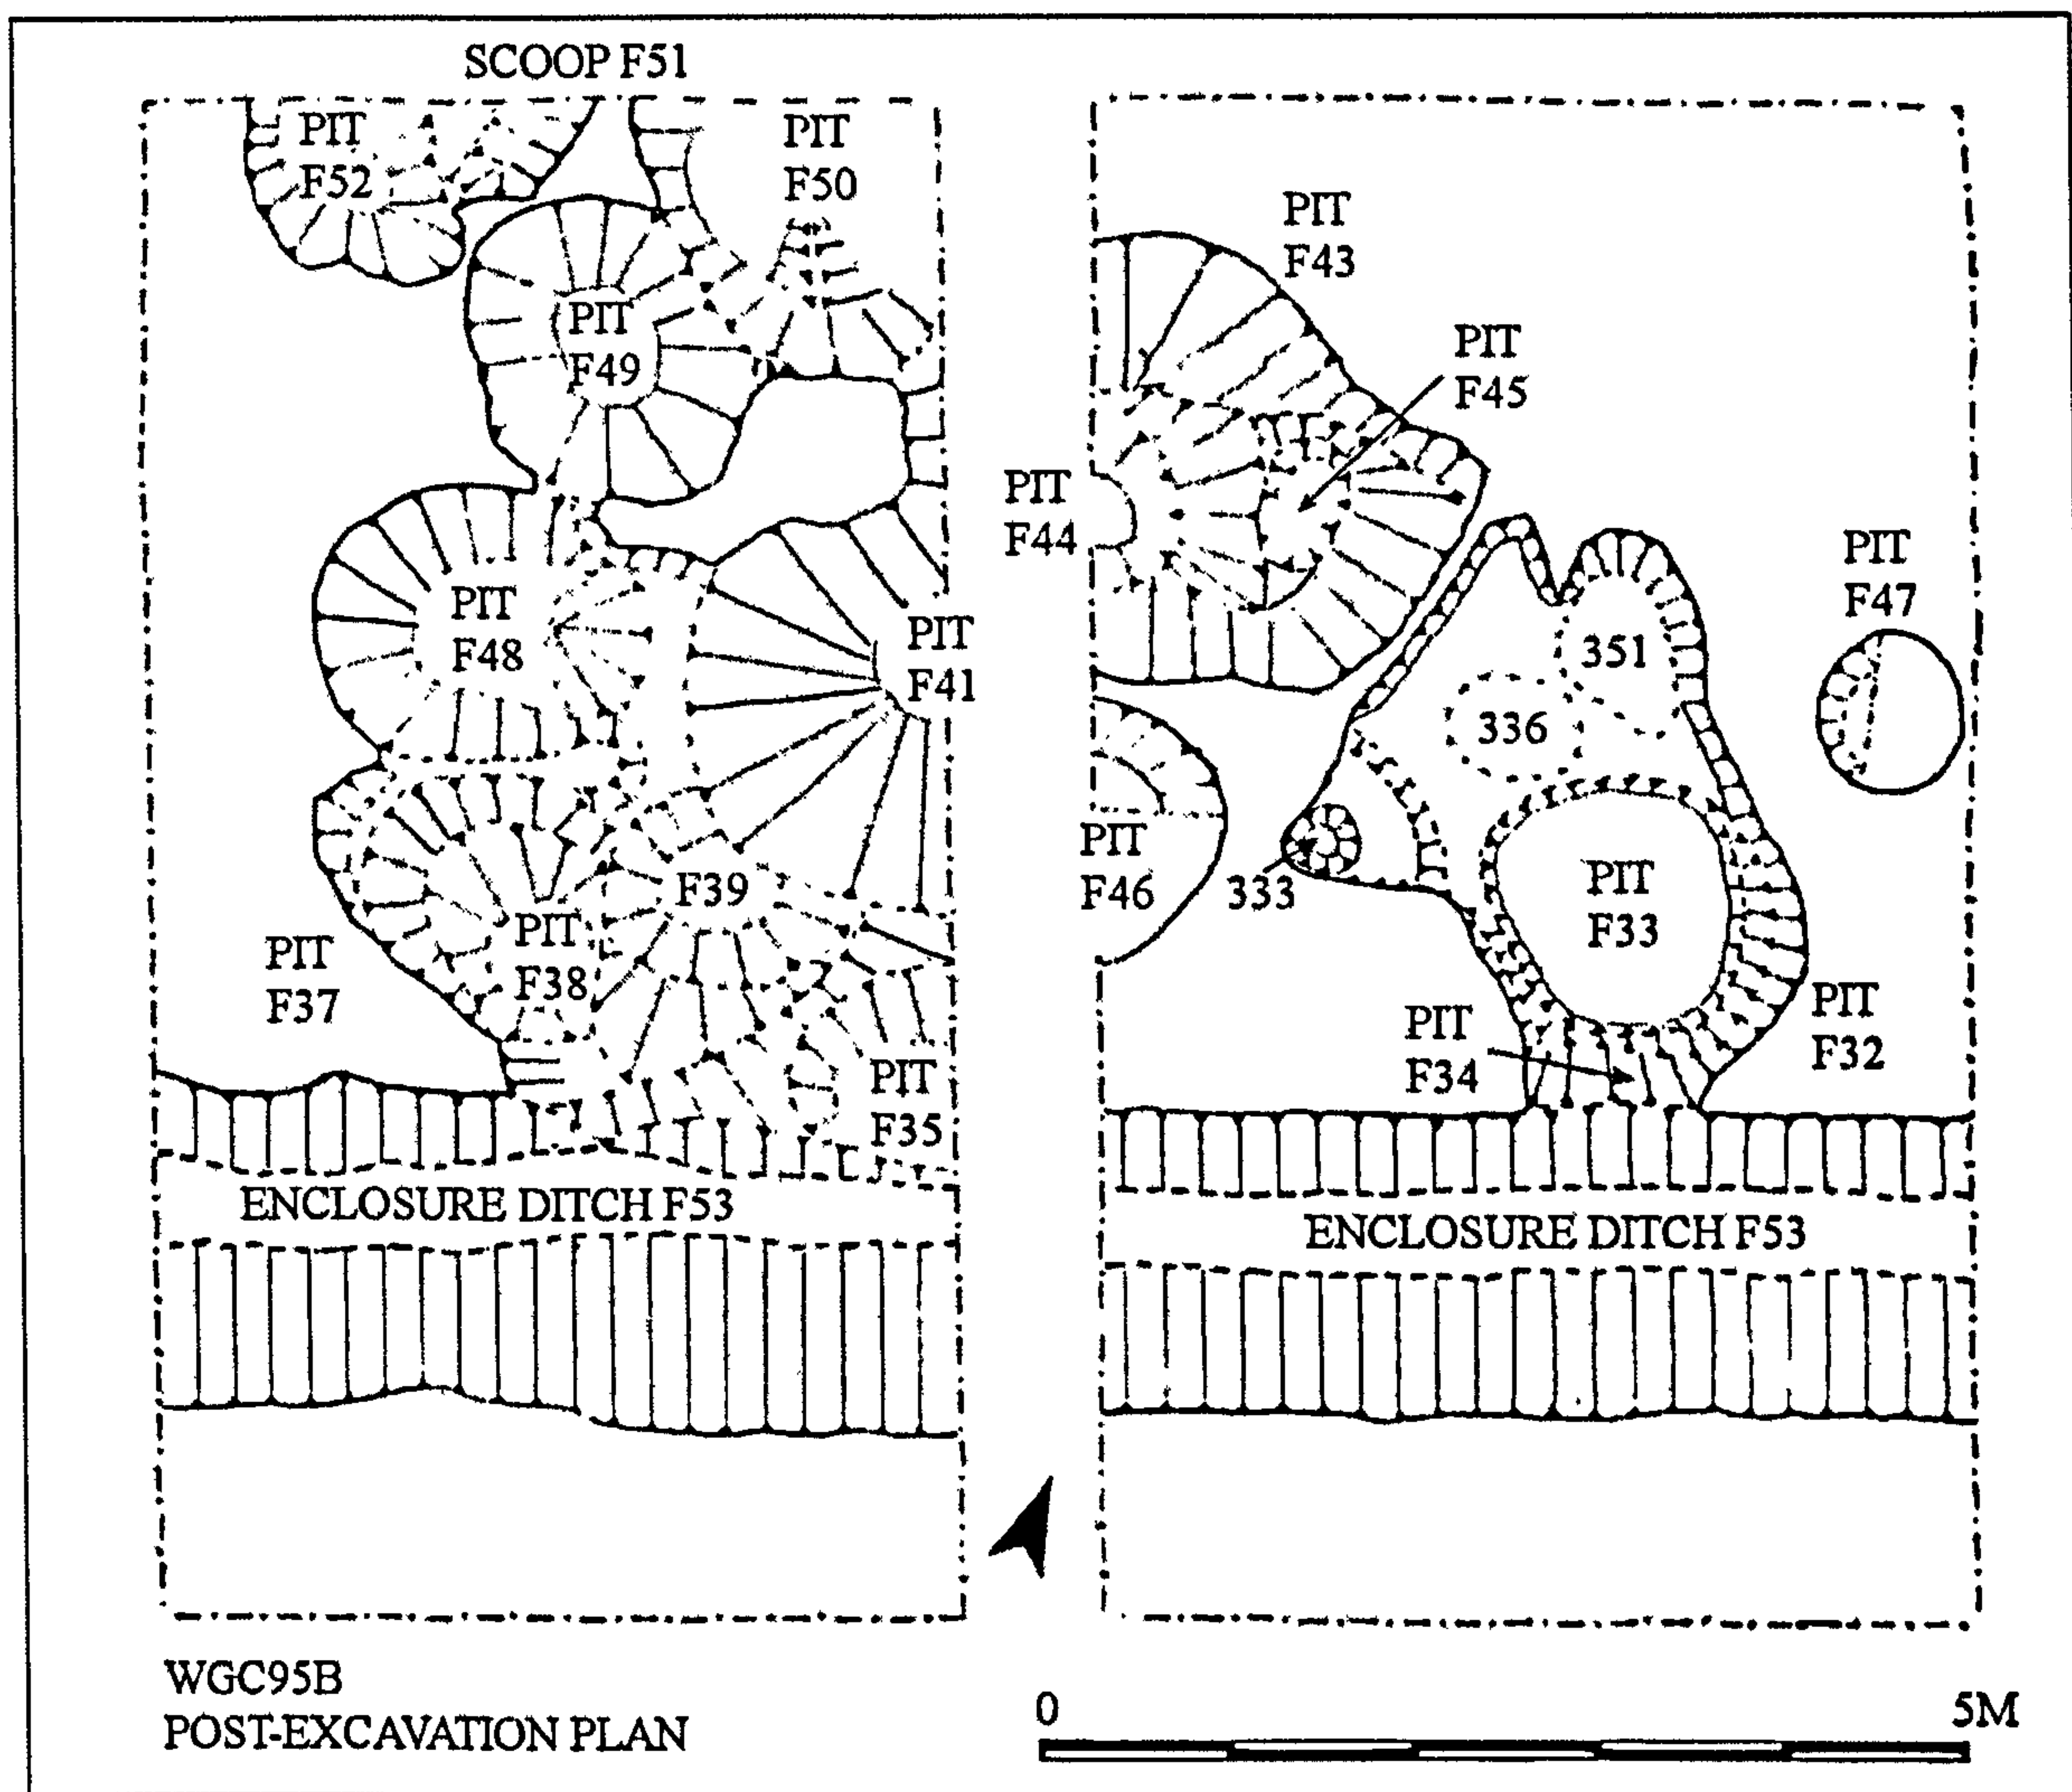 SCOOP F51
PIT
F52
PIT
F50
PIT
F49
PIT
F48
PIT
F41
F39
PIT
F38
PIT
F37
PIT
F35
ENCLOSURE DITCH F53
PIT
F43
PIT
F45
PIT
F44
PIT
F47
351
336
PIT
F46
333
PIT
F33
PIT
F34
PIT
F32
ENCLOSURE DITCH F53
WGC95B
POST-EXCAVATION PLAN
0 5M